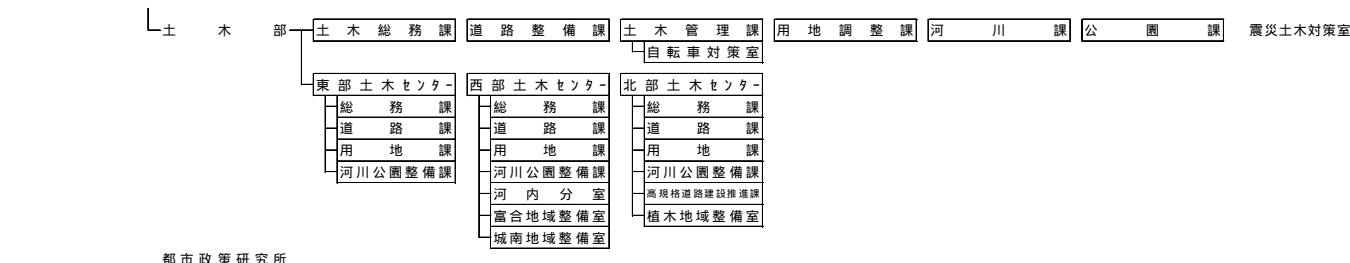 土木部 土木総務課 道路整備課 土木管理課 用地調整課 河川課 公園課 震災土木対策室
自転車対策室
東部土木センター 西部土木センター 北部土木センター
総務課 総務課 総務課
道路課 道路課 道路課
用地課 用地課 用地課
河川公園整備課 河川公園整備課 河川公園整備課
河内分室 高規格道路建設推進課
富合地域整備室 植木地域整備室
城南地域整備室
都市政策研究所